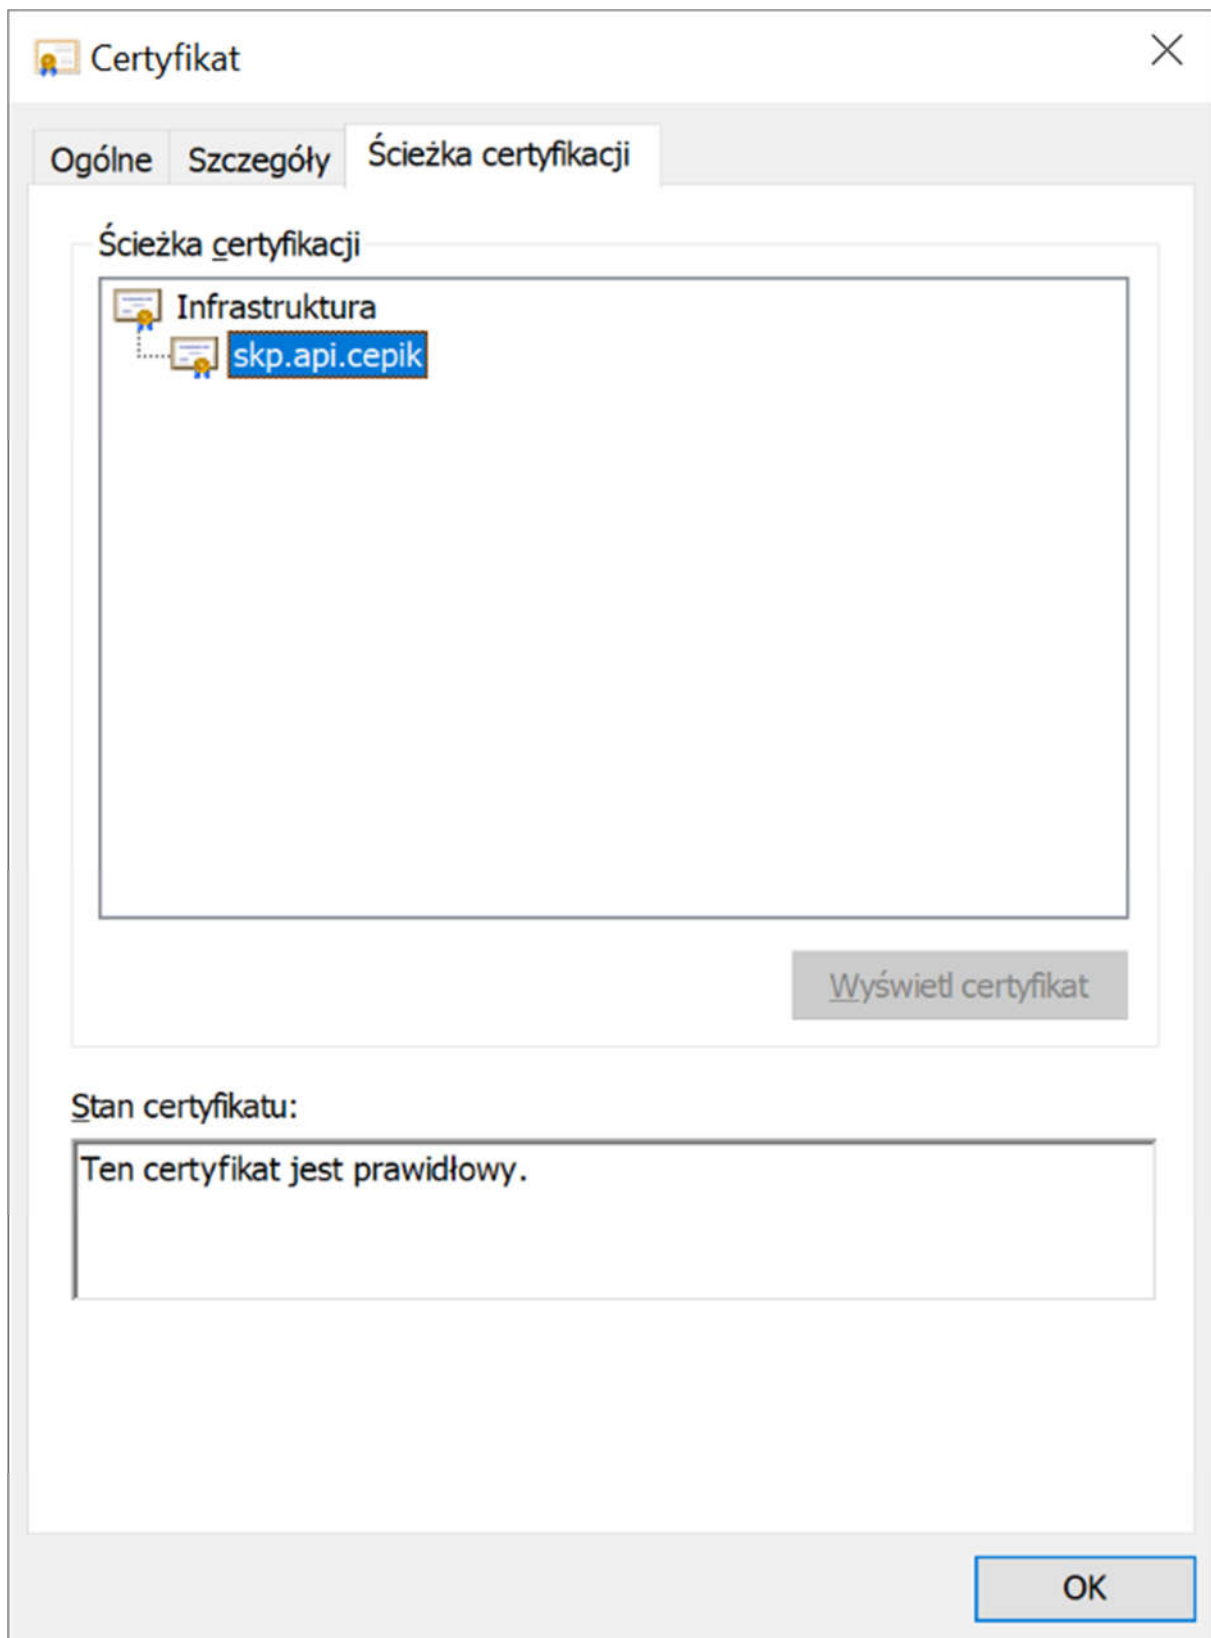 Certyfikat
Ogólne Szczegóły Ścieżka certyfikacji
Ścieżka certyfikacji
Infrastruktura
skp.api.cepik
Wyświetl certyfikat
Stan certyfikatu:
Ten certyfikat jest prawidłowy.
OK